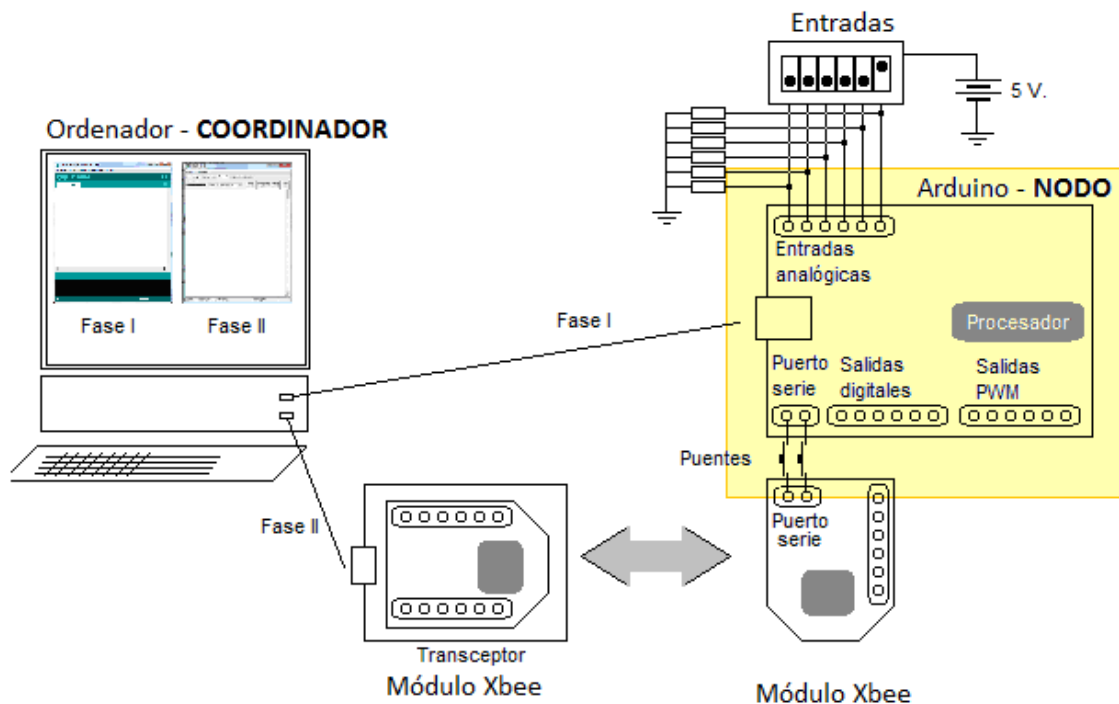 Entradas
5 V.
Ordenador - COORDINADOR
Arduino - NODO
Entradas
analógicas
Fase I
Fase II
Fase I
Procesador
Puerto
serie
Salidas
digitales
Salidas
PWM
Puentes
Fase II
Puerto
serie
Transceptor
Módulo Xbee
Módulo Xbee